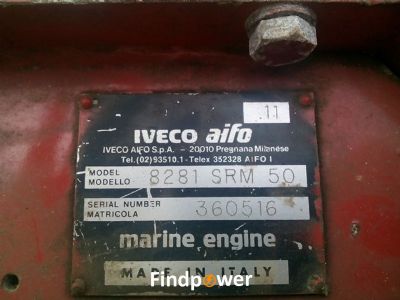 11
IVECO aifo
IVECO AIFO S.p.A. - 20010 Pregnana Milanese
Tel. (02) 93510.1 - Telex 352328 AIFO I
MODEL
MODELLO 8281 SRM 50
SERIAL NUMBER
MATRICOLA 360516
marine engine
MADE IN ITALY
Findpower